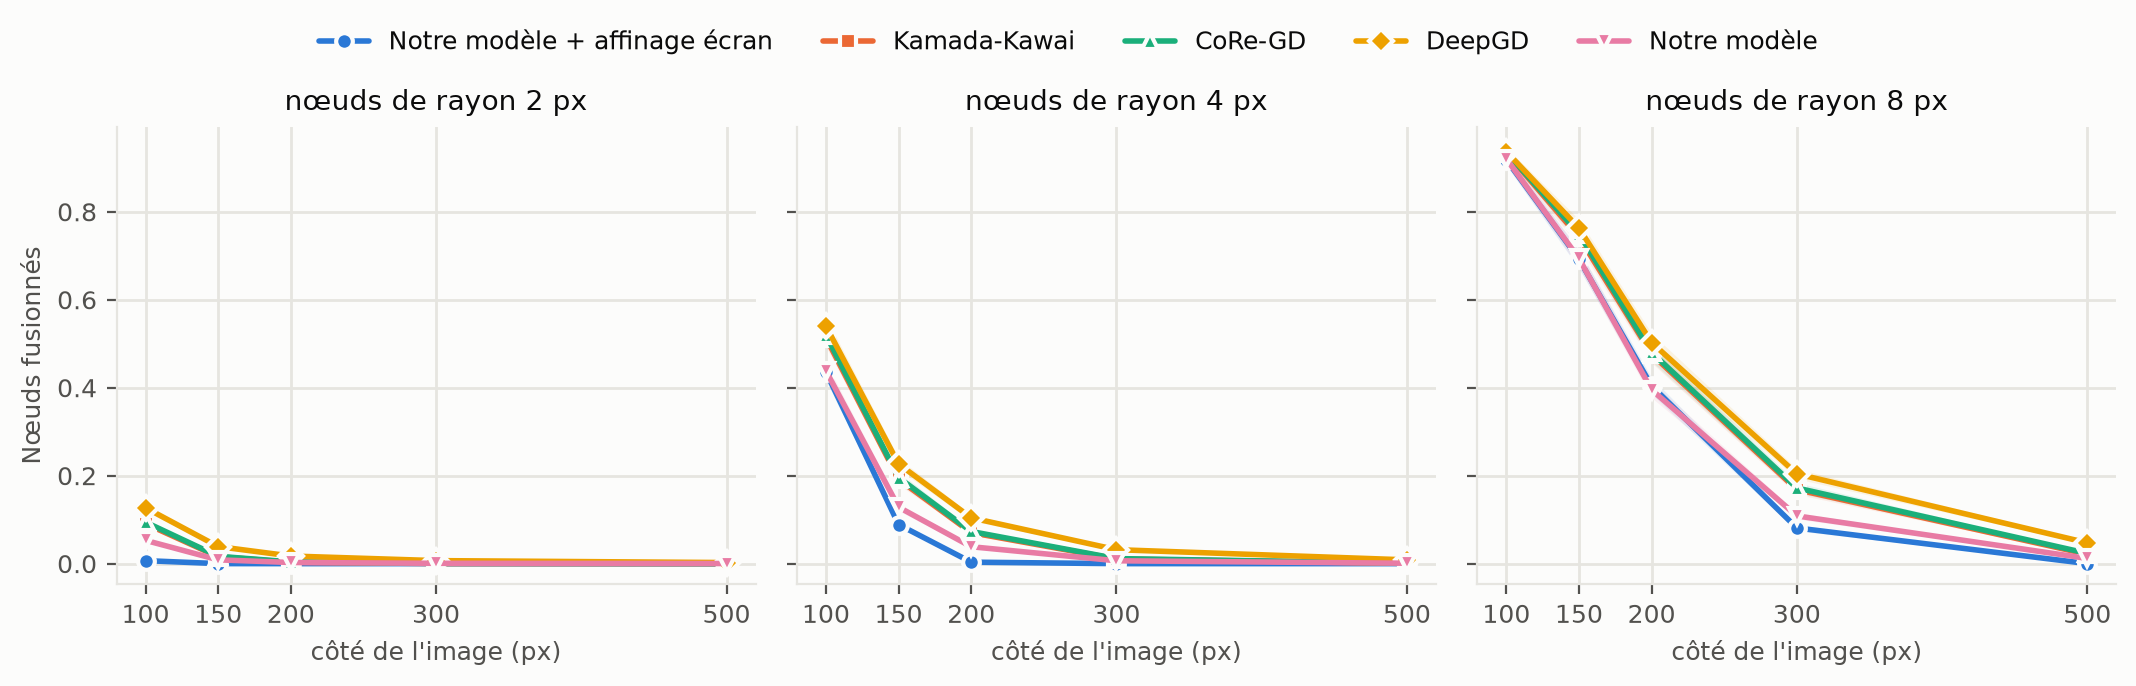 Notre modèle + affinage écran Kamada-Kawai CoRe-GD DeepGD Notre modèle
nœuds de rayon 2 px nœuds de rayon 4 px nœuds de rayon 8 px
Nœuds fusionnés
0.8
0.6
0.4
0.2
0.0
100 150 200 300 500 100 150 200 300 500 100 150 200 300 500
côté de l'image (px) côté de l'image (px) côté de l'image (px)